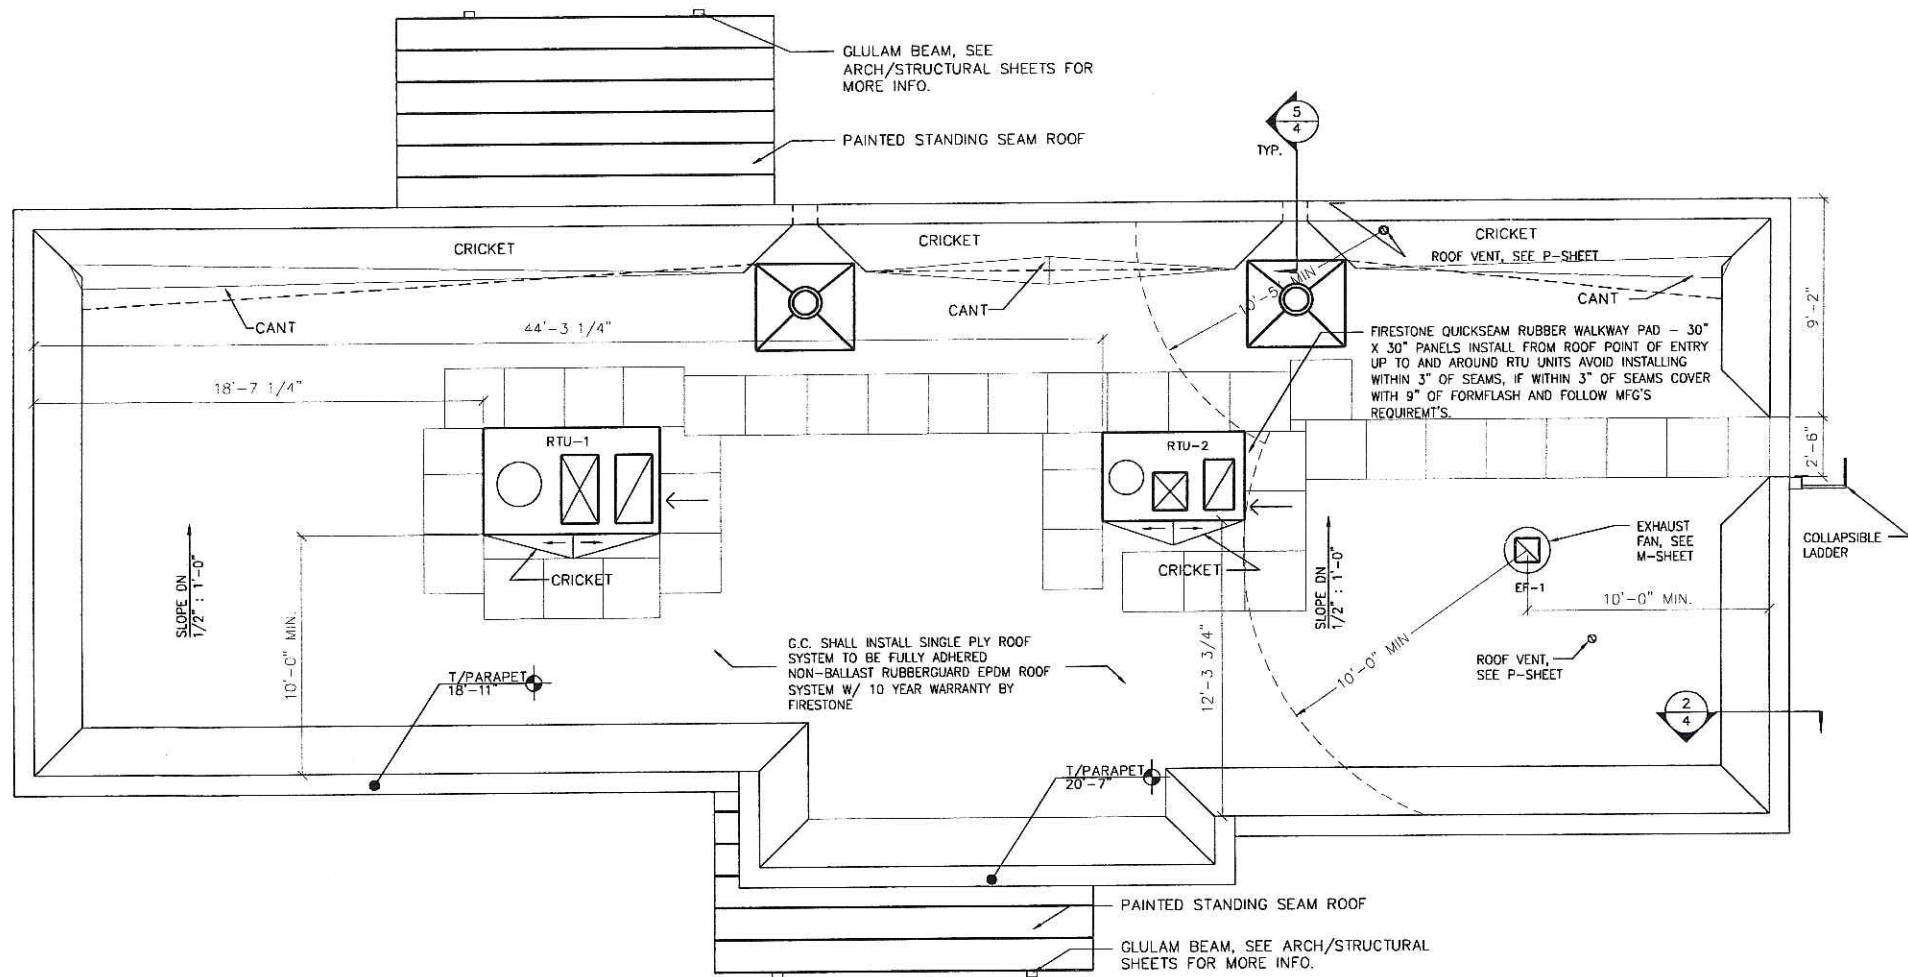 GLULAM BEAM, SEE
ARCH/STRUCTURAL SHEETS FOR
MORE INFO.
PAINTED STANDING SEAM ROOF
5
4
TYP.
CRICKET
CRICKET
CRICKET
ROOF VENT, SEE P-SHEET
CANT
CANT
CANT
10'-5" MIN
9'-2"
44'-3 1/4"
FIRESTONE QUICKSEAM RUBBER WALKWAY PAD - 30"
X 30" PANELS INSTALL FROM ROOF POINT OF ENTRY
UP TO AND AROUND RTU UNITS AVOID INSTALLING
WITHIN 3" OF SEAMS, IF WITHIN 3" OF SEAMS COVER
WITH 9" OF FORMFLASH AND FOLLOW MFG'S
REQUIREMT'S.
18'-7 1/4"
RTU-1
RTU-2
2'-6"
EXHAUST
FAN, SEE
M-SHEET
COLLAPSIBLE
LADDER
CRICKET
CRICKET
SLOPE DN
1/2" : 1'-0"
SLOPE DN
1/2" : 1'-0"
EF-1
10'-0" MIN.
10'-0" MIN.
10'-0" MIN
12'-3 3/4"
G.C. SHALL INSTALL SINGLE PLY ROOF
SYSTEM TO BE FULLY ADHERED
NON-BALLAST RUBBERGUARD EPDM ROOF
SYSTEM W/ 10 YEAR WARRANTY BY
FIRESTONE
ROOF VENT,
SEE P-SHEET
T/PARAPET
18'-11"
2
4
T/PARAPET
20'-7"
PAINTED STANDING SEAM ROOF
GLULAM BEAM, SEE ARCH/STRUCTURAL
SHEETS FOR MORE INFO.